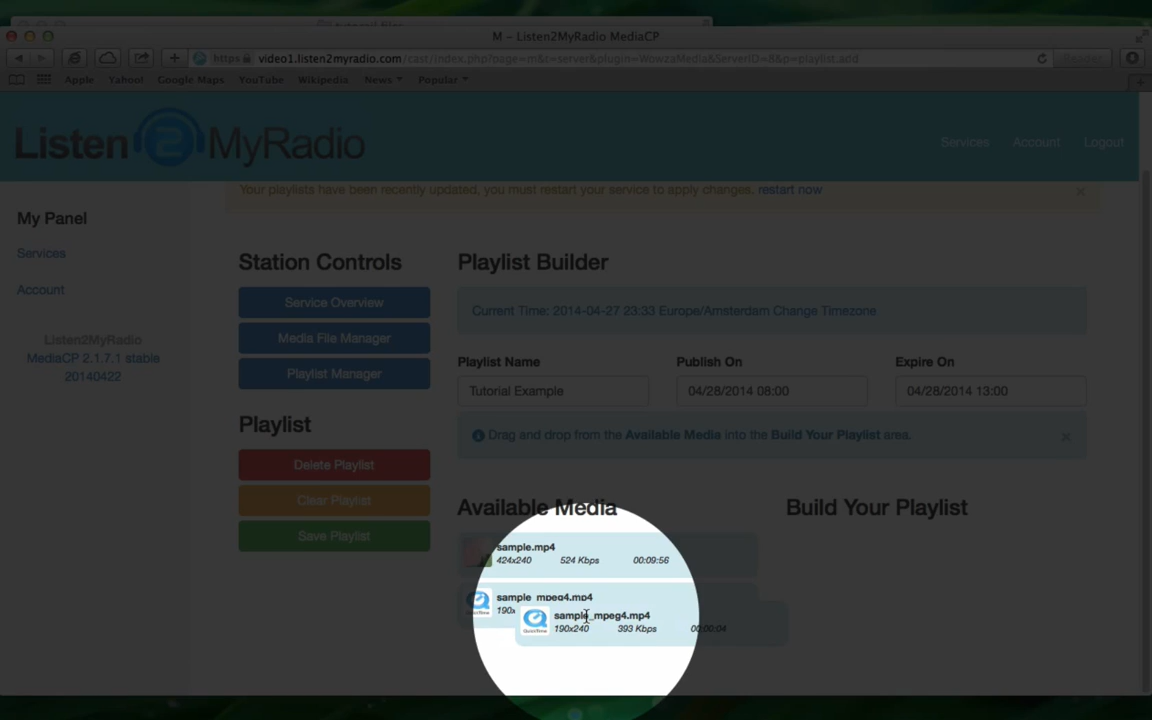 M – Listen2MyRadio MediaCP
https video1.listen2myradio.com/cast/index.php?page=m&t=server&plugin=WowzaMedia&ServerID=8&p=playlist.add
Reader
Apple Yahoo! Google Maps YouTube Wikipedia News Popular
Listen 2 MyRadio
Services Account Logout
Your playlists have been recently updated, you must restart your service to apply changes. restart now
My Panel
Services
Account
Listen2MyRadio
MediaCP 2.1.7.1 stable
20140422
Station Controls
Service Overview
Media File Manager
Playlist Manager
Playlist
Delete Playlist
Clear Playlist
Save Playlist
Playlist Builder
Current Time: 2014-04-27 23:33 Europe/Amsterdam Change Timezone
Playlist Name Publish On Expire On
Tutorial Example 04/28/2014 08:00 04/28/2014 13:00
Drag and drop from the Available Media into the Build Your Playlist area.
Available Media Build Your Playlist
sample.mp4
424x240 524 Kbps 00:09:56
sample_mpeg4.mp4
190x
sample_mpeg4.mp4
190x240 393 Kbps 00:00:04
QuickTime